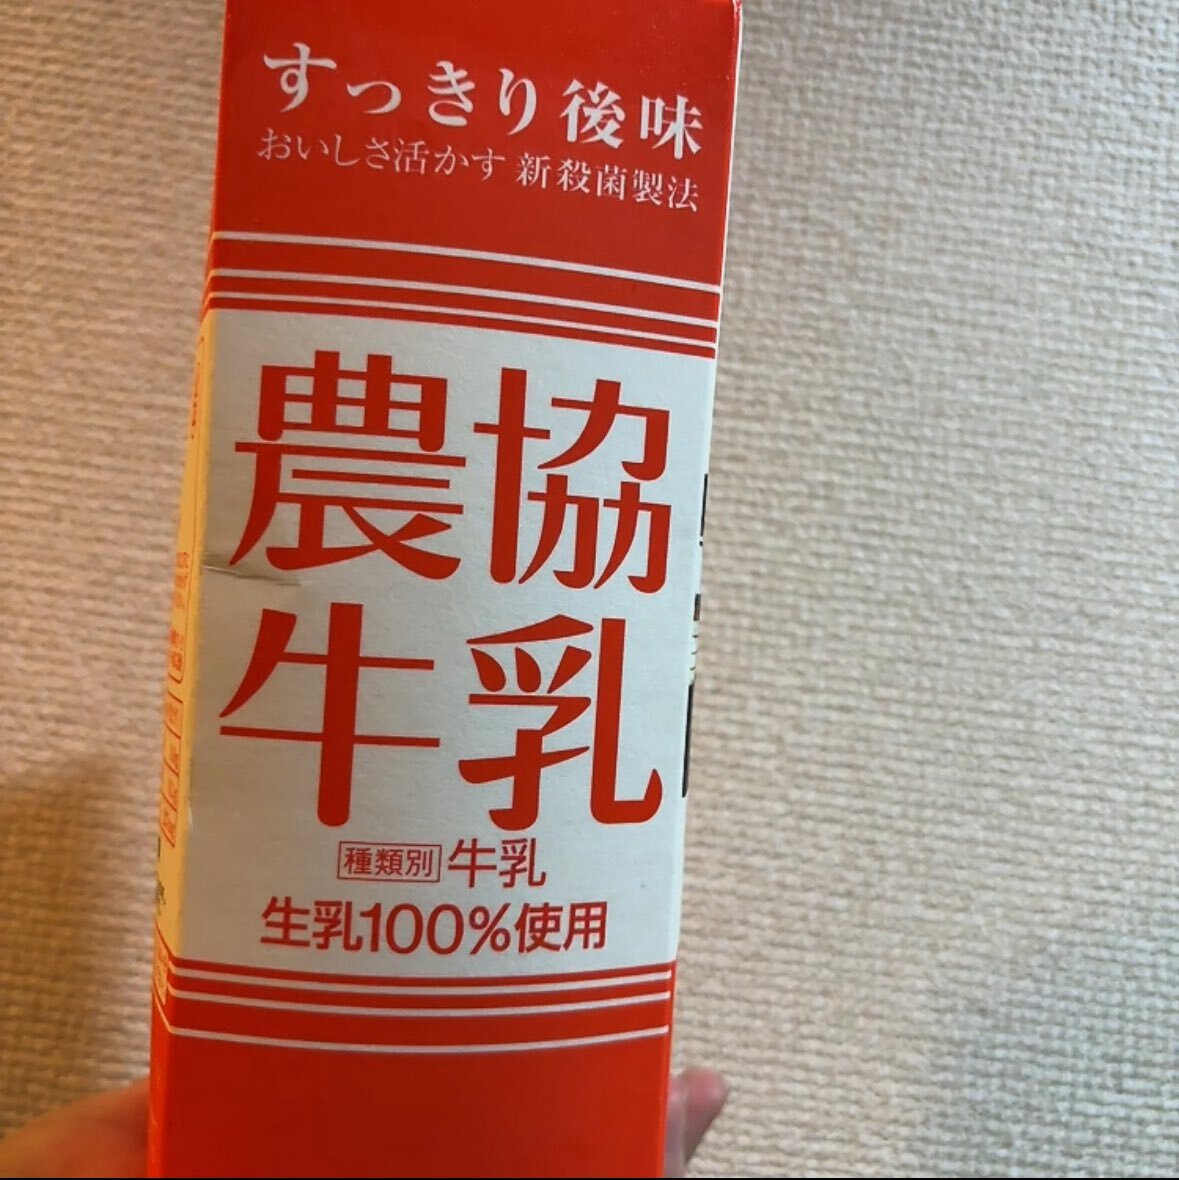 すっきり後味
おいしさ活かす 新殺菌製法
農協
牛乳
種類別 牛乳
生乳100%使用